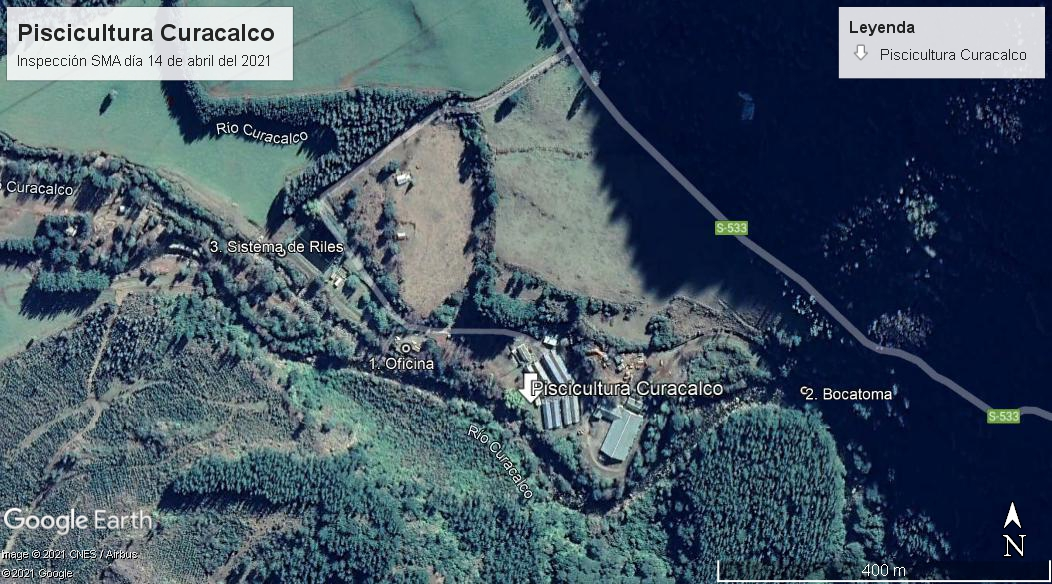 Piscicultura Curacalco
Inspección SMA día 14 de abril del 2021
Leyenda
Piscicultura Curacalco
Río Curacalco
o Curacalco
3. Sistema de Riles
S-533
1. Oficina
Piscicultura Curacalco
2. Bocatoma
S-533
Río Curacalco
Google Earth
Image © 2021 CNES / Airbus
© 2021 Google
N
400 m